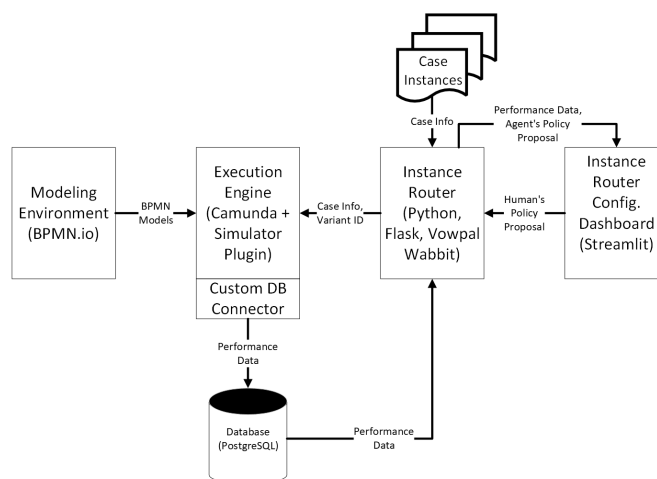 Case
Instances
Case Info
Performance Data,
Agent's Policy
Proposal
Modeling
Environment
(BPMN.io)
BPMN
Models
Execution
Engine
(Camunda +
Simulator
Plugin)
Custom DB
Connector
Case Info,
Variant ID
Instance
Router
(Python,
Flask, Vowpal
Wabbit)
Human's
Policy
Proposal
Instance
Router
Config.
Dashboard
(Streamlit)
Performance
Data
Database
(PostgreSQL)
Performance
Data